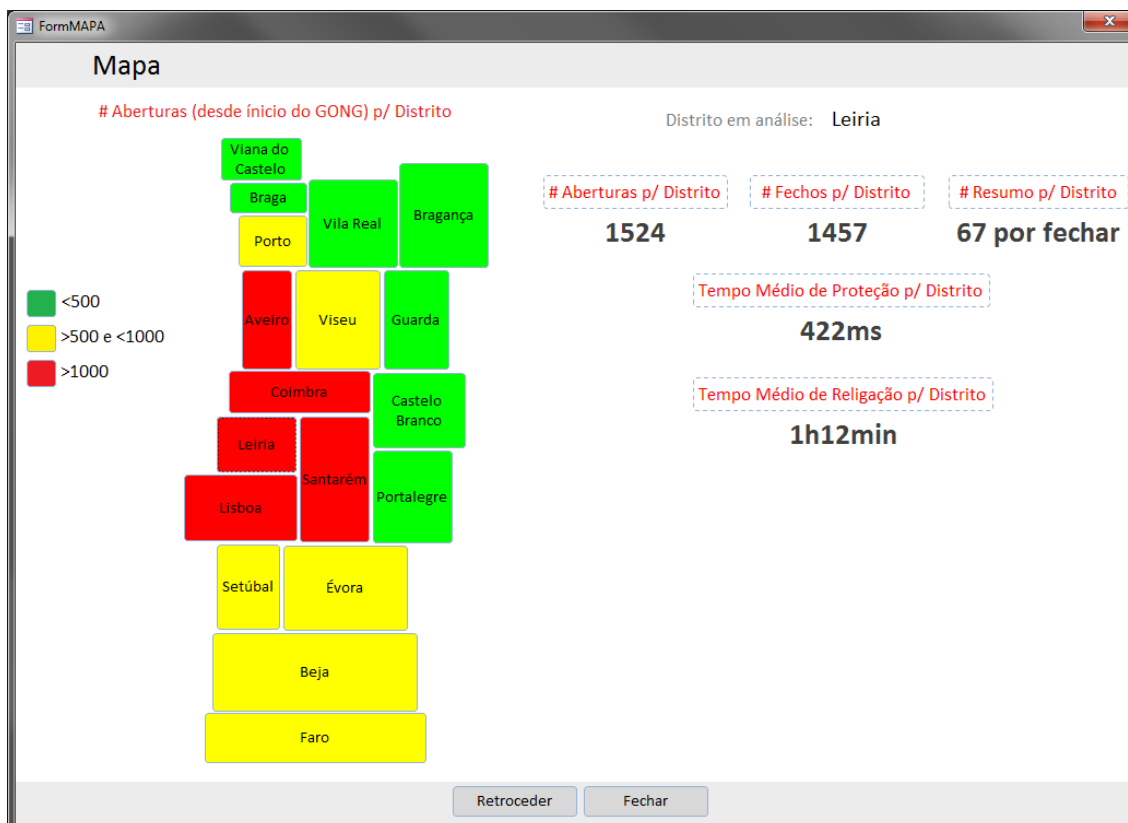 FormMAPA
Mapa
# Aberturas (desde ínicio do GONG) p/ Distrito
Viana do
Castelo
Braga
Vila Real
Bragança
Porto
Aveiro
Viseu
Guarda
<500
>500 e <1000
>1000
Coimbra
Castelo
Branco
Leiria
Santarém
Portalegre
Lisboa
Setúbal
Évora
Beja
Faro
Distrito em análise: Leiria
# Aberturas p/ Distrito # Fechos p/ Distrito # Resumo p/ Distrito
1524 1457 67 por fechar
Tempo Médio de Proteção p/ Distrito
422ms
Tempo Médio de Religação p/ Distrito
1h12min
Retroceder Fechar